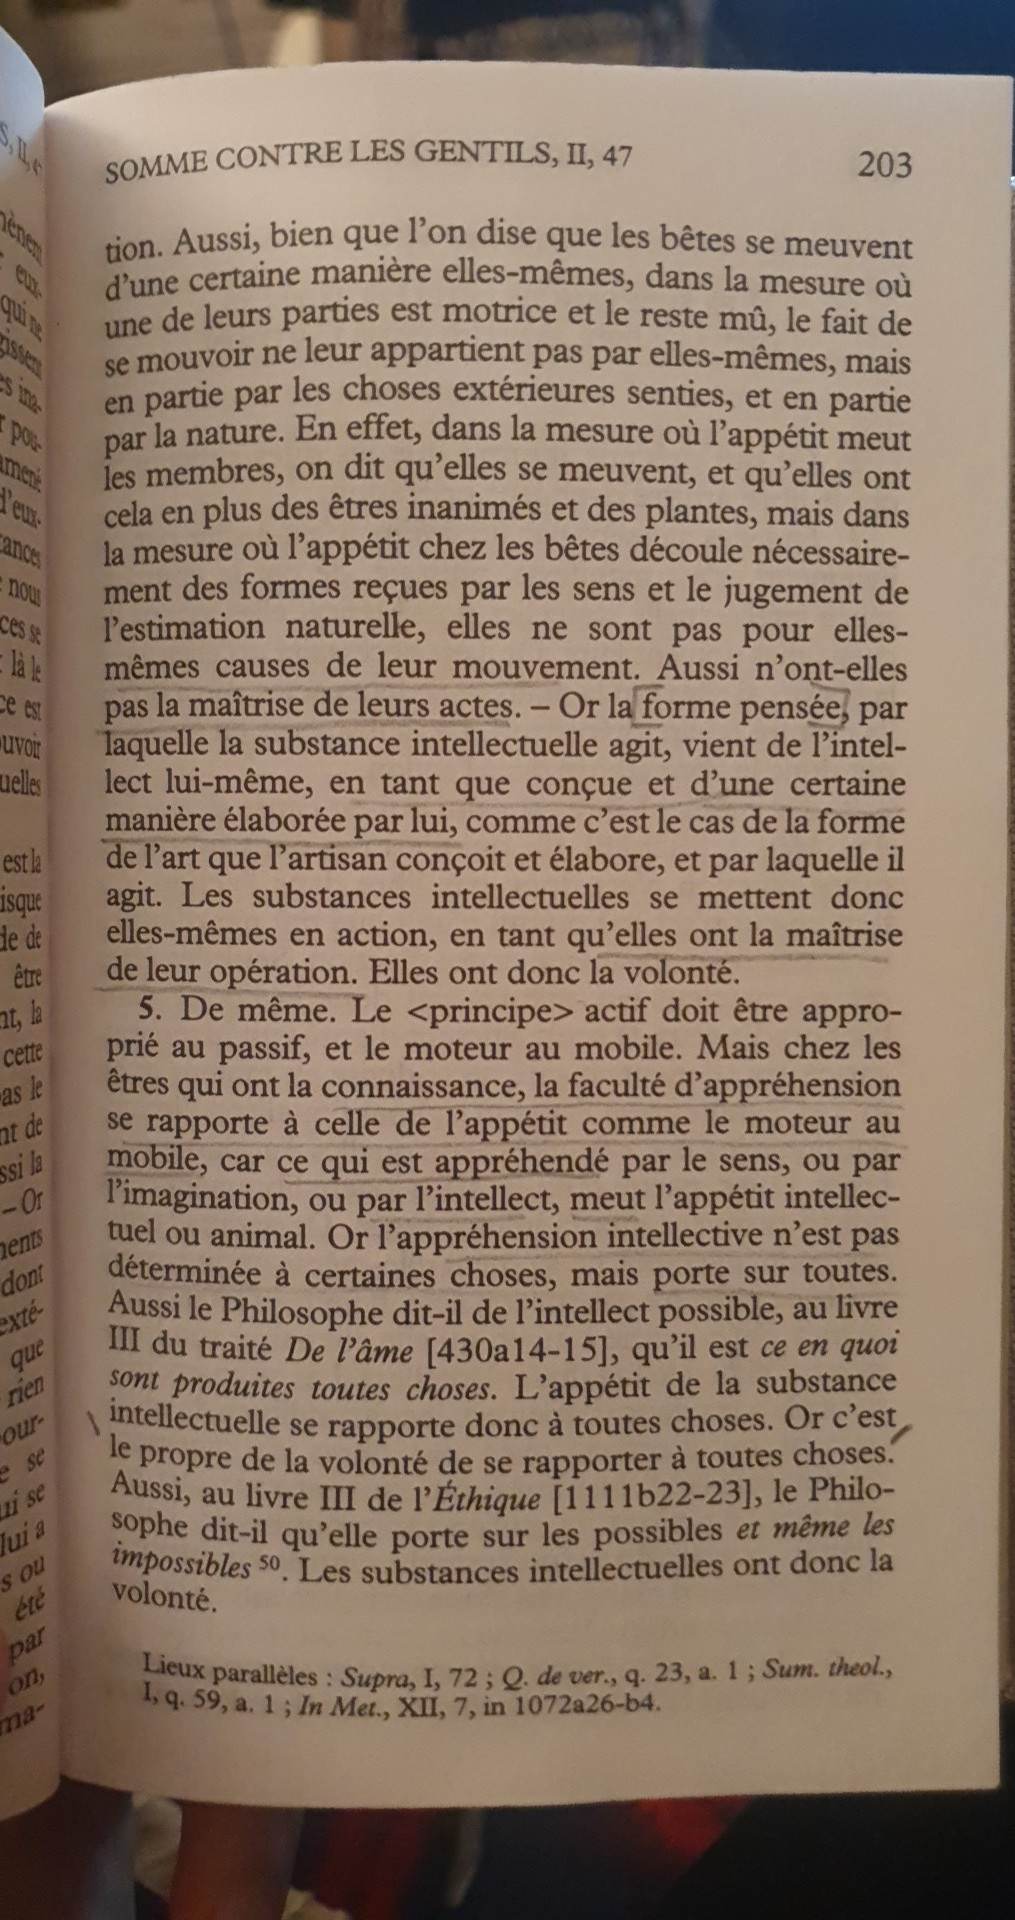 SOMME CONTRE LES GENTILS, II, 47
203
tion. Aussi, bien que l'on dise que les bêtes se meuvent
d'une certaine manière elles-mêmes, dans la mesure où
une de leurs parties est motrice et le reste mû, le fait de
se mouvoir ne leur appartient pas par elles-mêmes, mais
en partie par les choses extérieures senties, et en partie
par la nature. En effet, dans la mesure où l'appétit meut
les membres, on dit qu'elles se meuvent, et qu'elles ont
cela en plus des êtres inanimés et des plantes, mais dans
la mesure où l'appétit chez les bêtes découle nécessaire-
ment des formes reçues par les sens et le jugement de
l'estimation naturelle, elles ne sont pas pour elles-
mêmes causes de leur mouvement. Aussi n'ont-elles
pas la maîtrise de leurs actes. – Or la forme pensée, par
laquelle la substance intellectuelle agit, vient de l'intel-
lect lui-même, en tant que conçue et d'une certaine
manière élaborée par lui, comme c'est le cas de la forme
de l'art que l'artisan conçoit et élabore, et par laquelle il
agit. Les substances intellectuelles se mettent donc
elles-mêmes en action, en tant qu'elles ont la maîtrise
de leur opération. Elles ont donc la volonté.
5. De même. Le <principe> actif doit être appro-
prié au passif, et le moteur au mobile. Mais chez les
êtres qui ont la connaissance, la faculté d'appréhension
se rapporte à celle de l'appétit comme le moteur au
mobile, car ce qui est appréhendé par le sens, ou par
l'imagination, ou par l'intellect, meut l'appétit intellec-
tuel ou animal. Or l'appréhension intellective n'est pas
déterminée à certaines choses, mais porte sur toutes.
Aussi le Philosophe dit-il de l'intellect possible, au livre
III du traité De l'âme [430a14-15], qu'il est ce en quoi
sont produites toutes choses. L'appétit de la substance
intellectuelle se rapporte donc à toutes choses. Or c'est
le propre de la volonté de se rapporter à toutes choses.
Aussi, au livre III de l'Éthique [1111b22-23], le Philo-
sophe dit-il qu'elle porte sur les possibles et même les
impossibles 50. Les substances intellectuelles ont donc la
volonté.
Lieux parallèles : Supra, I, 72 ; Q. de ver., q. 23, a. 1 ; Sum. theol.,
I, q. 59, a. 1 ; In Met., XII, 7, in 1072a26-b4.